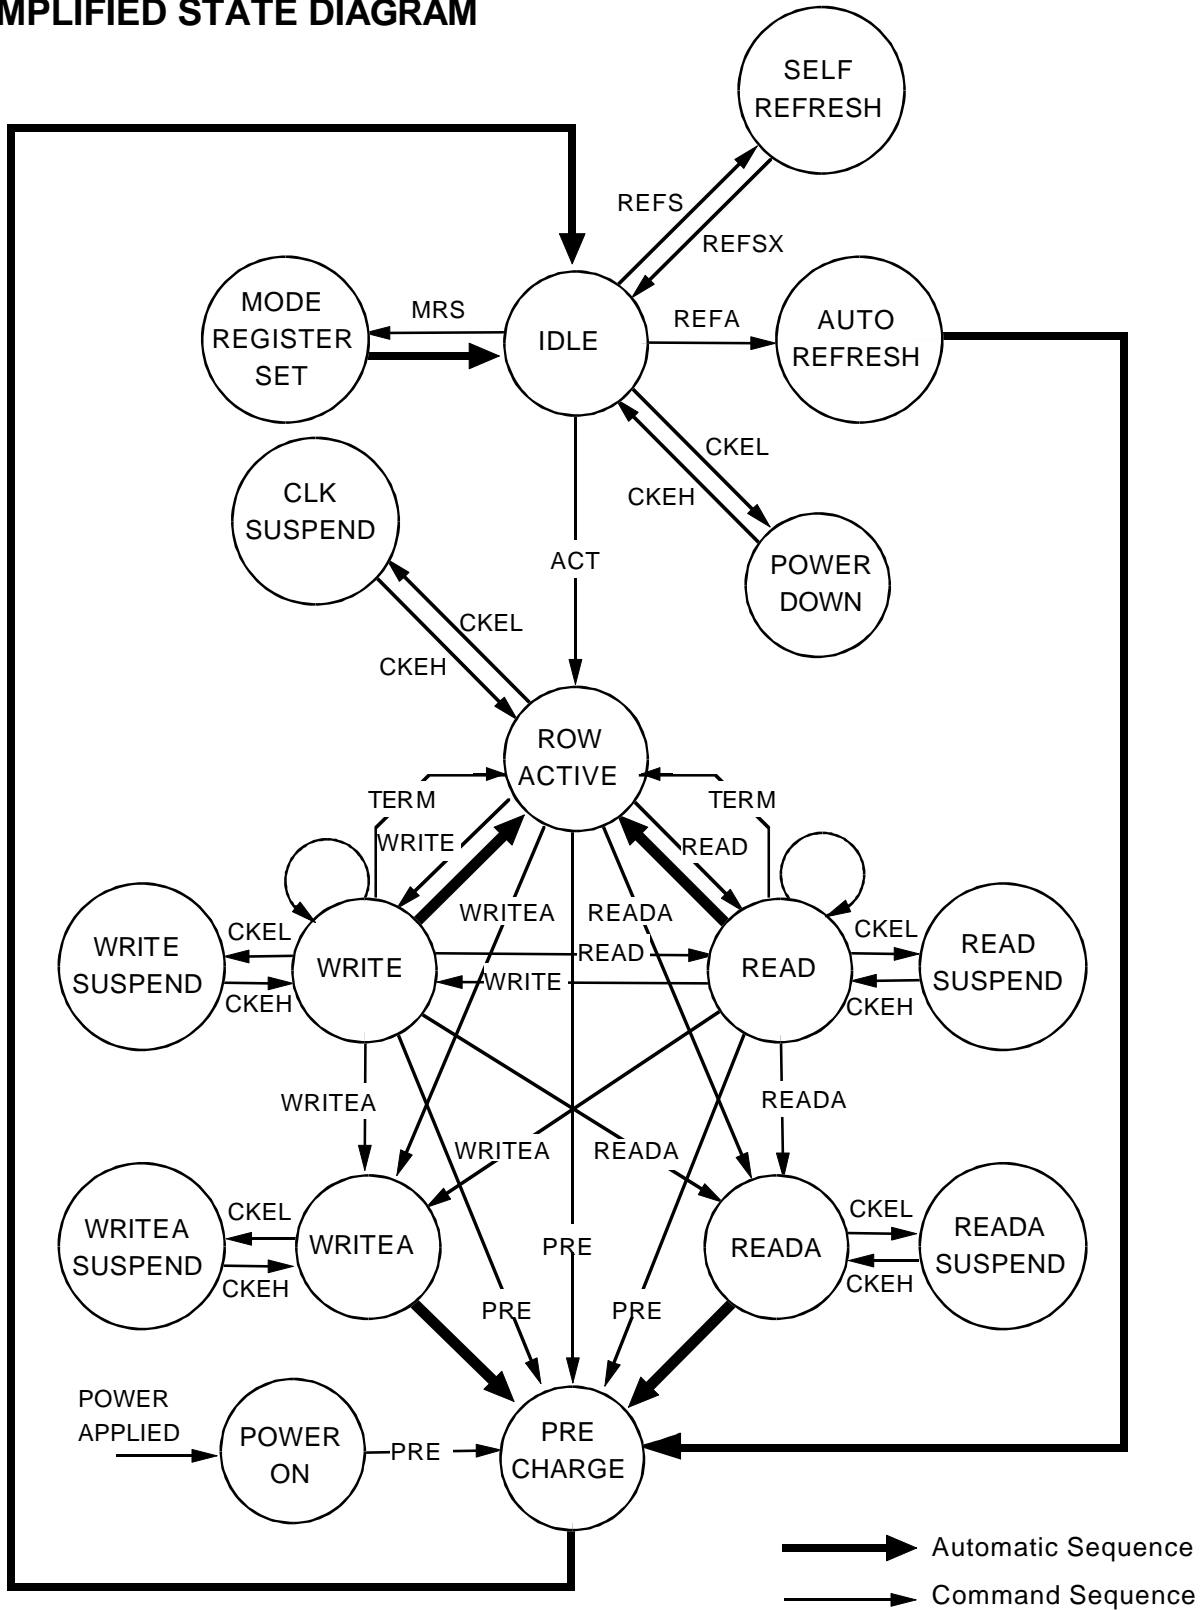 MPLIFIED STATE DIAGRAM
SELF
REFRESH
REFS
REFSX
MODE
REGISTER
SET
MRS
IDLE
REFA
AUTO
REFRESH
CKEL
CKEH
CLK
SUSPEND
POWER
DOWN
ACT
CKEL
CKEH
ROW
ACTIVE
TERM
TERM
WRITE
READ
WRITEA
READA
WRITE
SUSPEND
CKEL
CKEH
WRITE
READ
WRITE
READ
CKEL
CKEH
READ
SUSPEND
WRITEA
READA
WRITEA
READA
WRITEA
SUSPEND
CKEL
CKEH
WRITEA
PRE
READA
CKEL
CKEH
READA
SUSPEND
PRE
PRE
POWER
APPLIED
POWER
ON
PRE
PRE
CHARGE
Automatic Sequence
Command Sequence